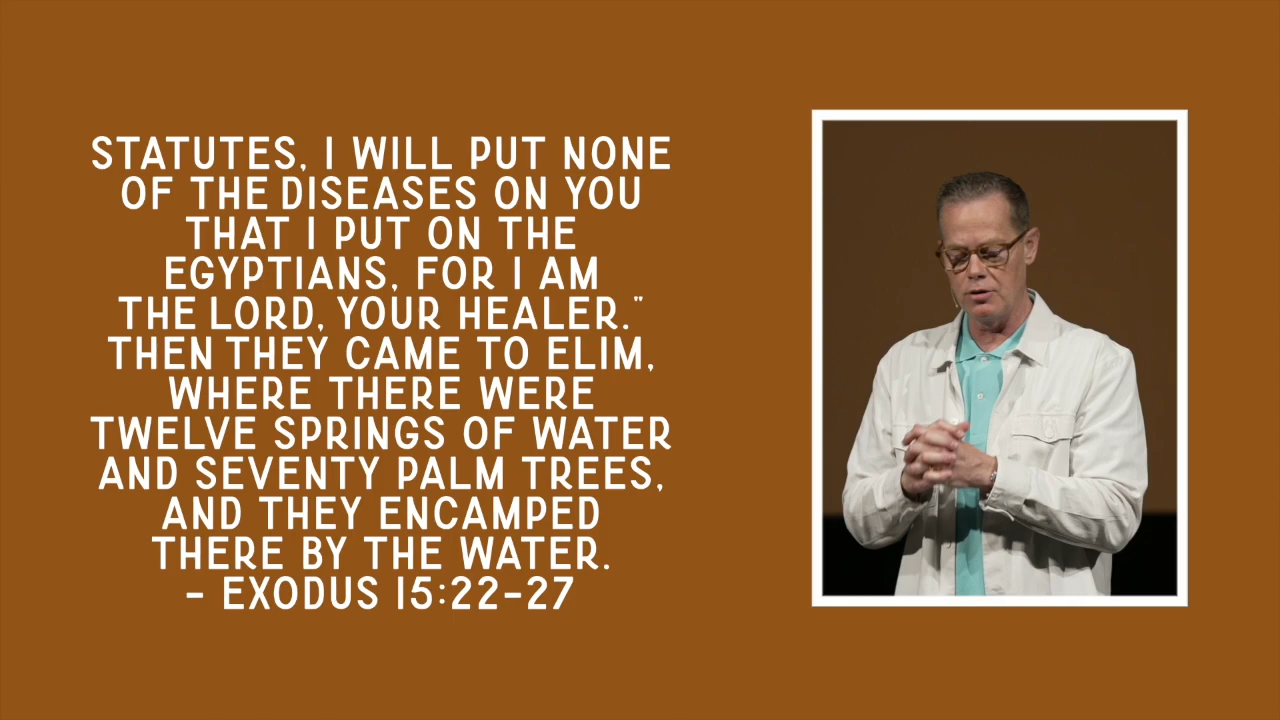 STATUTES, I WILL PUT NONE
OF THE DISEASES ON YOU
THAT I PUT ON THE
EGYPTIANS, FOR I AM
THE LORD, YOUR HEALER."
THEN THEY CAME TO ELIM,
WHERE THERE WERE
TWELVE SPRINGS OF WATER
AND SEVENTY PALM TREES,
AND THEY ENCAMPED
THERE BY THE WATER.
- EXODUS 15:22-27